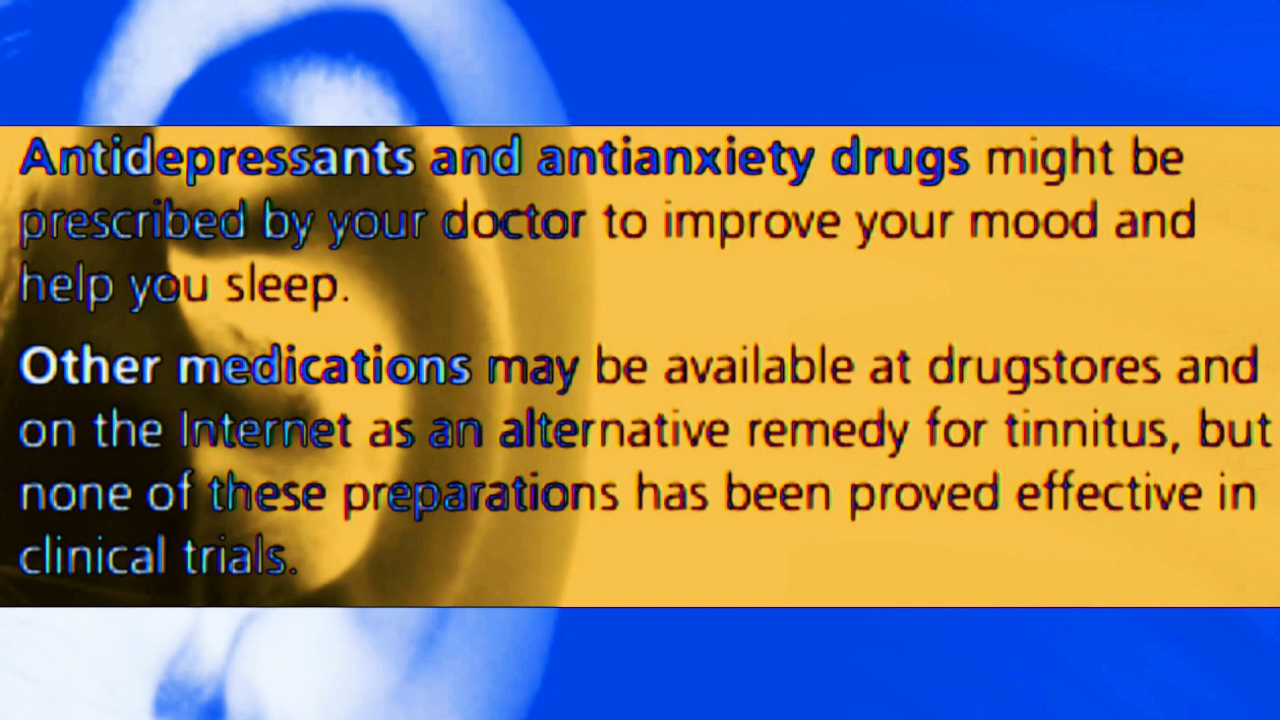 Antidepressants and antianxiety drugs might be
prescribed by your doctor to improve your mood and
help you sleep.
Other medications may be available at drugstores and
on the Internet as an alternative remedy for tinnitus, but
none of these preparations has been proved effective in
clinical trials.